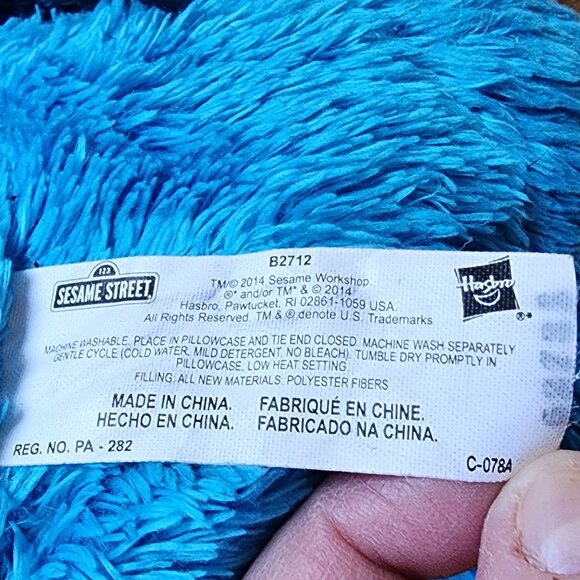 B2712
123
SESAME STREET
TM/© 2014 Sesame Workshop.
®* and/or TM* & © 2014
Hasbro, Pawtucket, RI 02861-1059 USA.
All Rights Reserved. TM & ® denote U.S. Trademarks
Hasbro
®*
MACHINE WASHABLE. PLACE IN PILLOWCASE AND TIE END CLOSED. MACHINE WASH SEPARATELY
GENTLE CYCLE (COLD WATER, MILD DETERGENT, NO BLEACH). TUMBLE DRY PROMPTLY IN
PILLOWCASE, LOW HEAT SETTING
FILLING: ALL NEW MATERIALS. POLYESTER FIBERS
MADE IN CHINA. FABRIQUÉ EN CHINE.
HECHO EN CHINA. FABRICADO NA CHINA.
REG. NO. PA - 282
C-078A